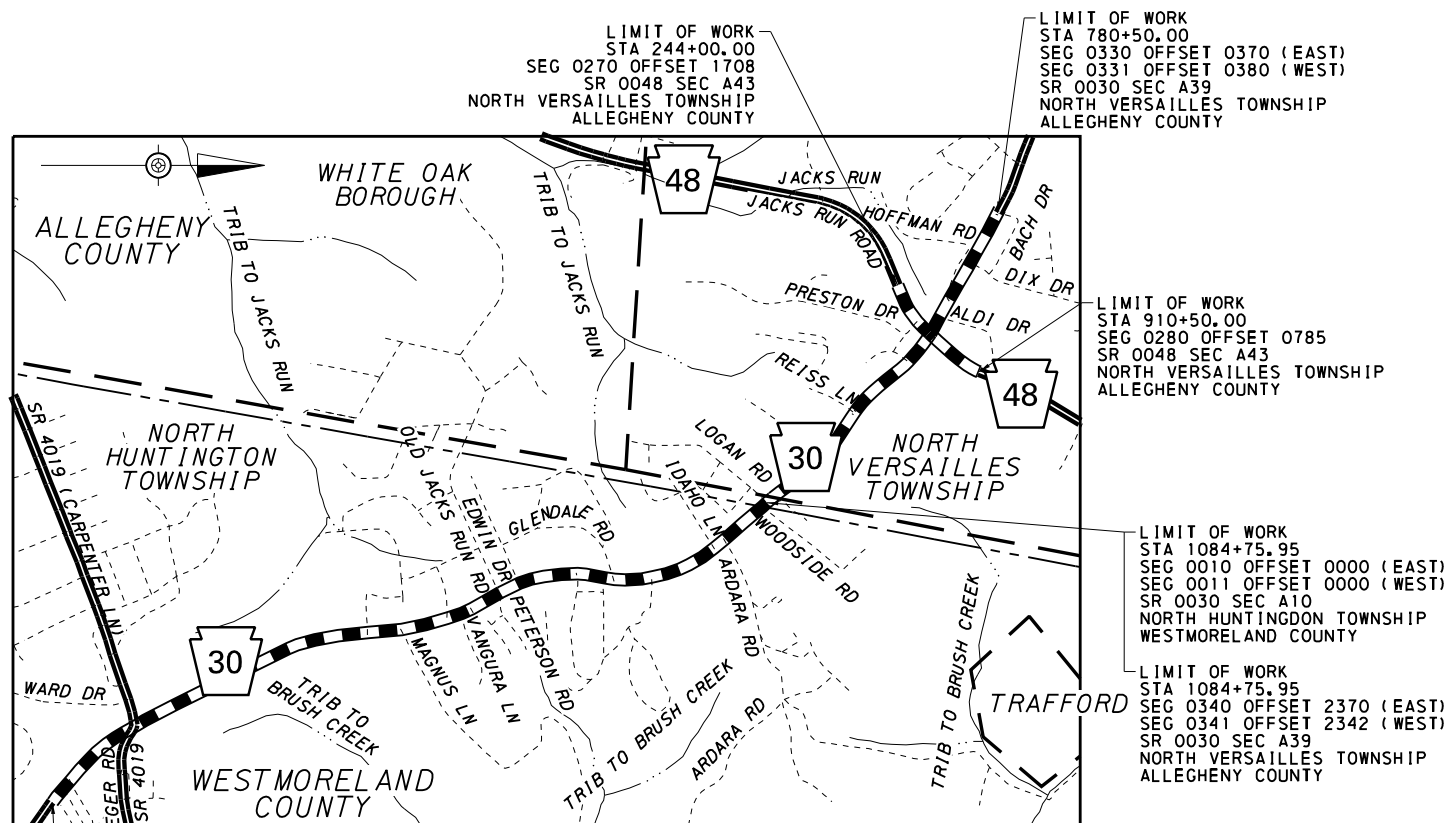 LIMIT OF WORK
STA 244+00.00
SEG 0270 OFFSET 1708
SR 0048 SEC A43
NORTH VERSAILLES TOWNSHIP
ALLEGHENY COUNTY
LIMIT OF WORK
STA 780+50.00
SEG 0330 OFFSET 0370 (EAST)
SEG 0331 OFFSET 0380 (WEST)
SR 0030 SEC A39
NORTH VERSAILLES TOWNSHIP
ALLEGHENY COUNTY
WHITE OAK
BOROUGH
48
JACKS RUN
JACKS RUN ROAD
HOFFMAN RD
BACH DR
DIX DR
ALLEGHENY
COUNTY
TRIB TO JACKS RUN
TRIB TO JACKS RUN
PRESTON DR
ALDI DR
LIMIT OF WORK
STA 910+50.00
SEG 0280 OFFSET 0785
SR 0048 SEC A43
NORTH VERSAILLES TOWNSHIP
ALLEGHENY COUNTY
REISS LN
48
SR 4019 (CARPENTER LN)
NORTH
HUNTINGTON
TOWNSHIP
OLD JACKS RUN RD
EDWIN DR
GLENDALE RD
IDAHO LN
LOGAN RD
30
NORTH
VERSAILLES
TOWNSHIP
WOODSIDE RD
ARDARA RD
LIMIT OF WORK
STA 1084+75.95
SEG 0010 OFFSET 0000 (EAST)
SEG 0011 OFFSET 0000 (WEST)
SR 0030 SEC A10
NORTH HUNTINGDON TOWNSHIP
WESTMORELAND COUNTY
LIMIT OF WORK
STA 1084+75.95
SEG 0340 OFFSET 2370 (EAST)
SEG 0341 OFFSET 2342 (WEST)
SR 0030 SEC A39
NORTH VERSAILLES TOWNSHIP
ALLEGHENY COUNTY
30
WARD DR
MAGNUS LN
VANGURA LN
PETERSON RD
TRIB TO
BRUSH CREEK
TRIB TO BRUSH CREEK
ARDARA RD
TRIB TO BRUSH CREEK
TRAFFORD
WESTMORELAND
COUNTY
EGER RD
SR 4019